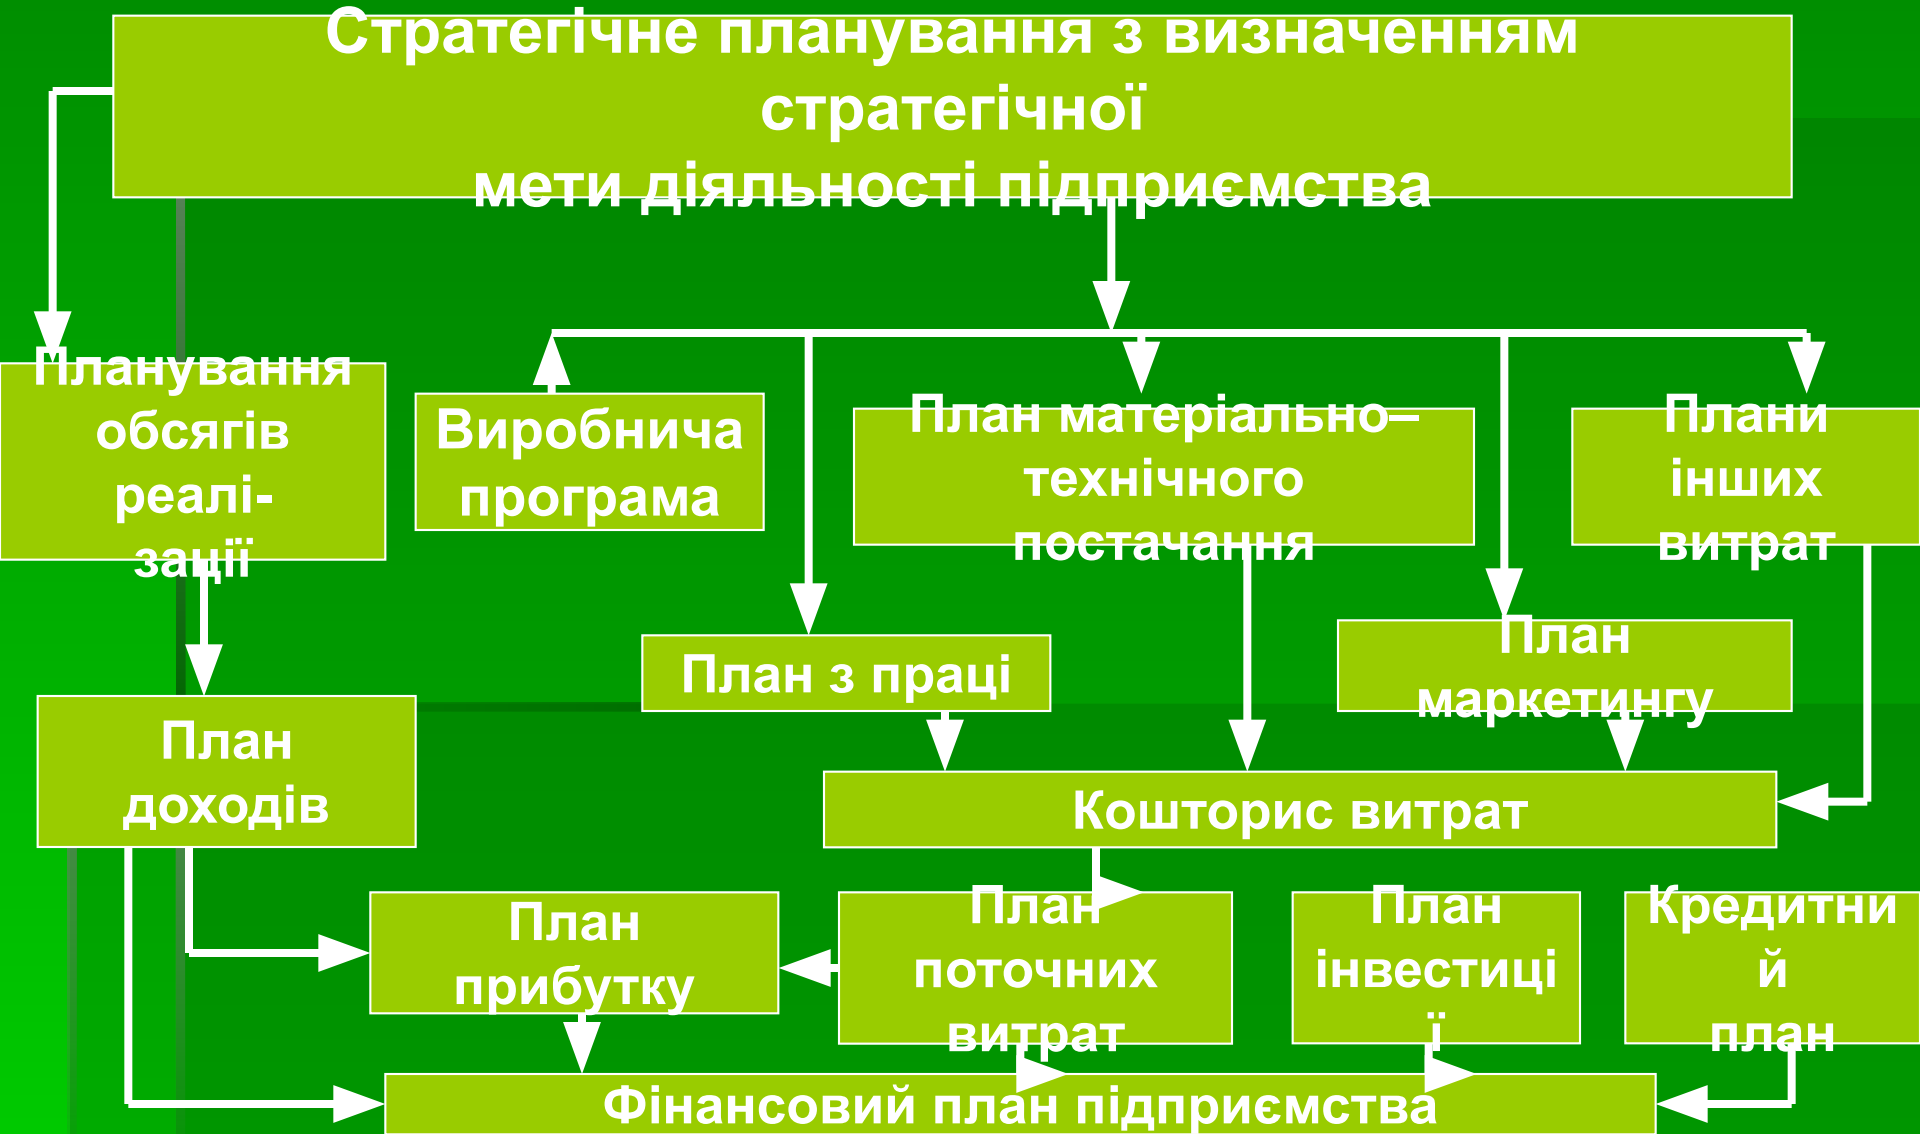 Стратегічне планування з визначенням
стратегічної
мети діяльності підприємства
Планування
обсягів
реалі-
зації
Виробнича
програма
План матеріально–
технічного
постачання
Плани
інших
витрат
План з праці
План
маркетингу
План
доходів
Кошторис витрат
План
прибутку
План
поточних
витрат
План
інвестиці
ї
Кредитни
й
план
Фінансовий план підприємства